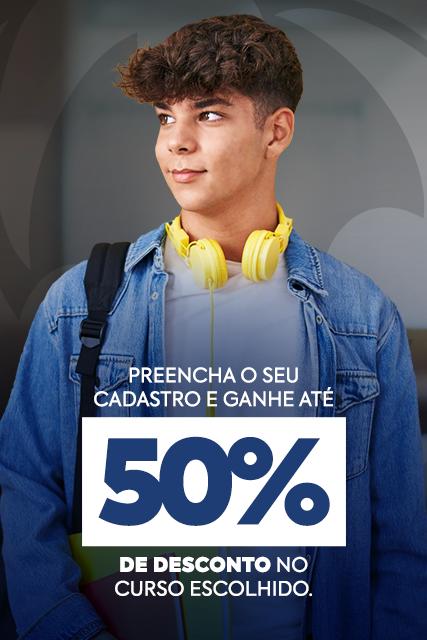 PREENCHA O SEU
CADASTRO E GANHE ATÉ
50%
DE DESCONTO NO
CURSO ESCOLHIDO.